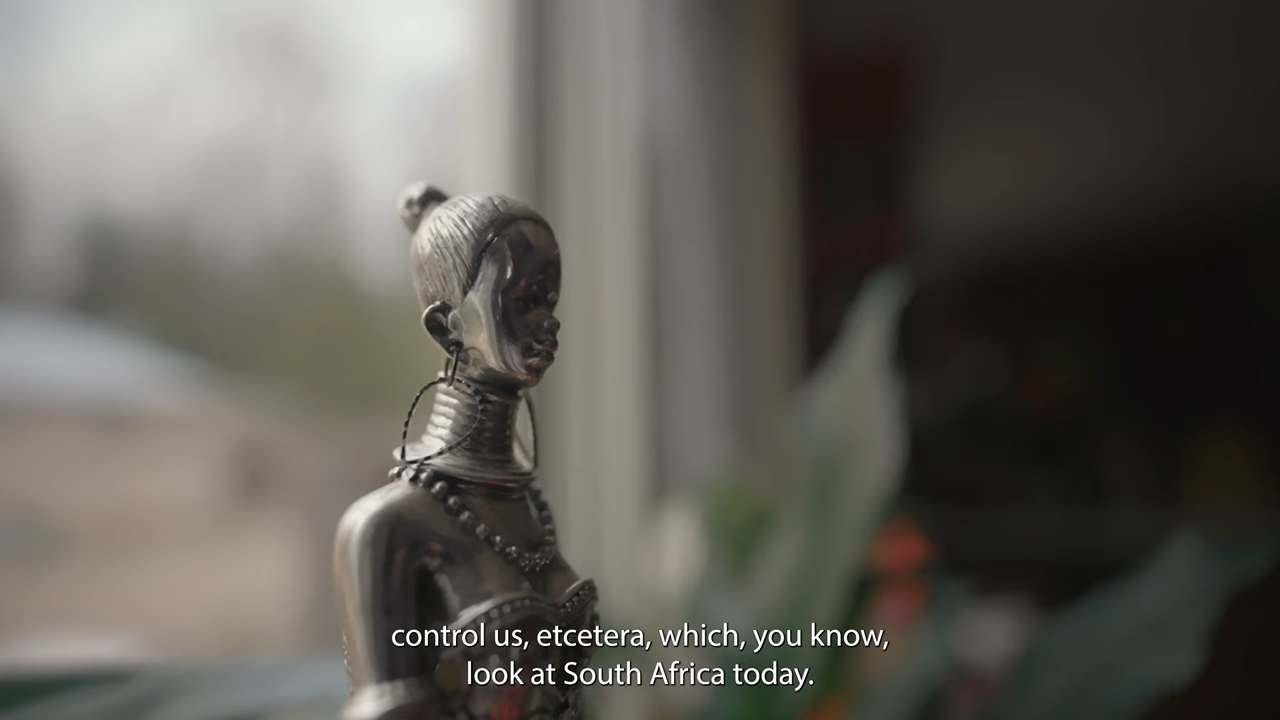 control us, etcetera, which, you know,
look at South Africa today.